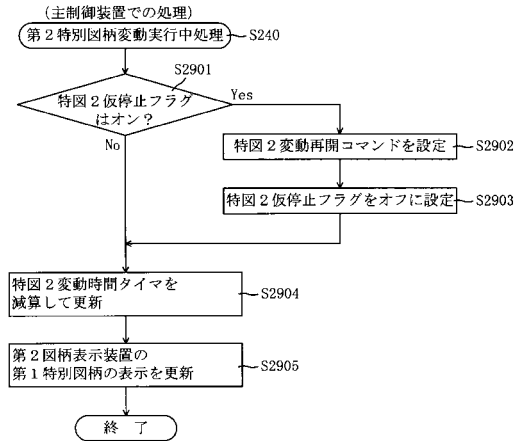 (主制御装置での処理)
第2特別図柄変動実行中処理
S240
S2901
特図2仮停止フラグ
はオン?
Yes
No
特図2変動再開コマンドを設定
S2902
特図2仮停止フラグをオフに設定
S2903
特図2変動時間タイマを
減算して更新
S2904
第2図柄表示装置の
第1特別図柄の表示を更新
S2905
終 了